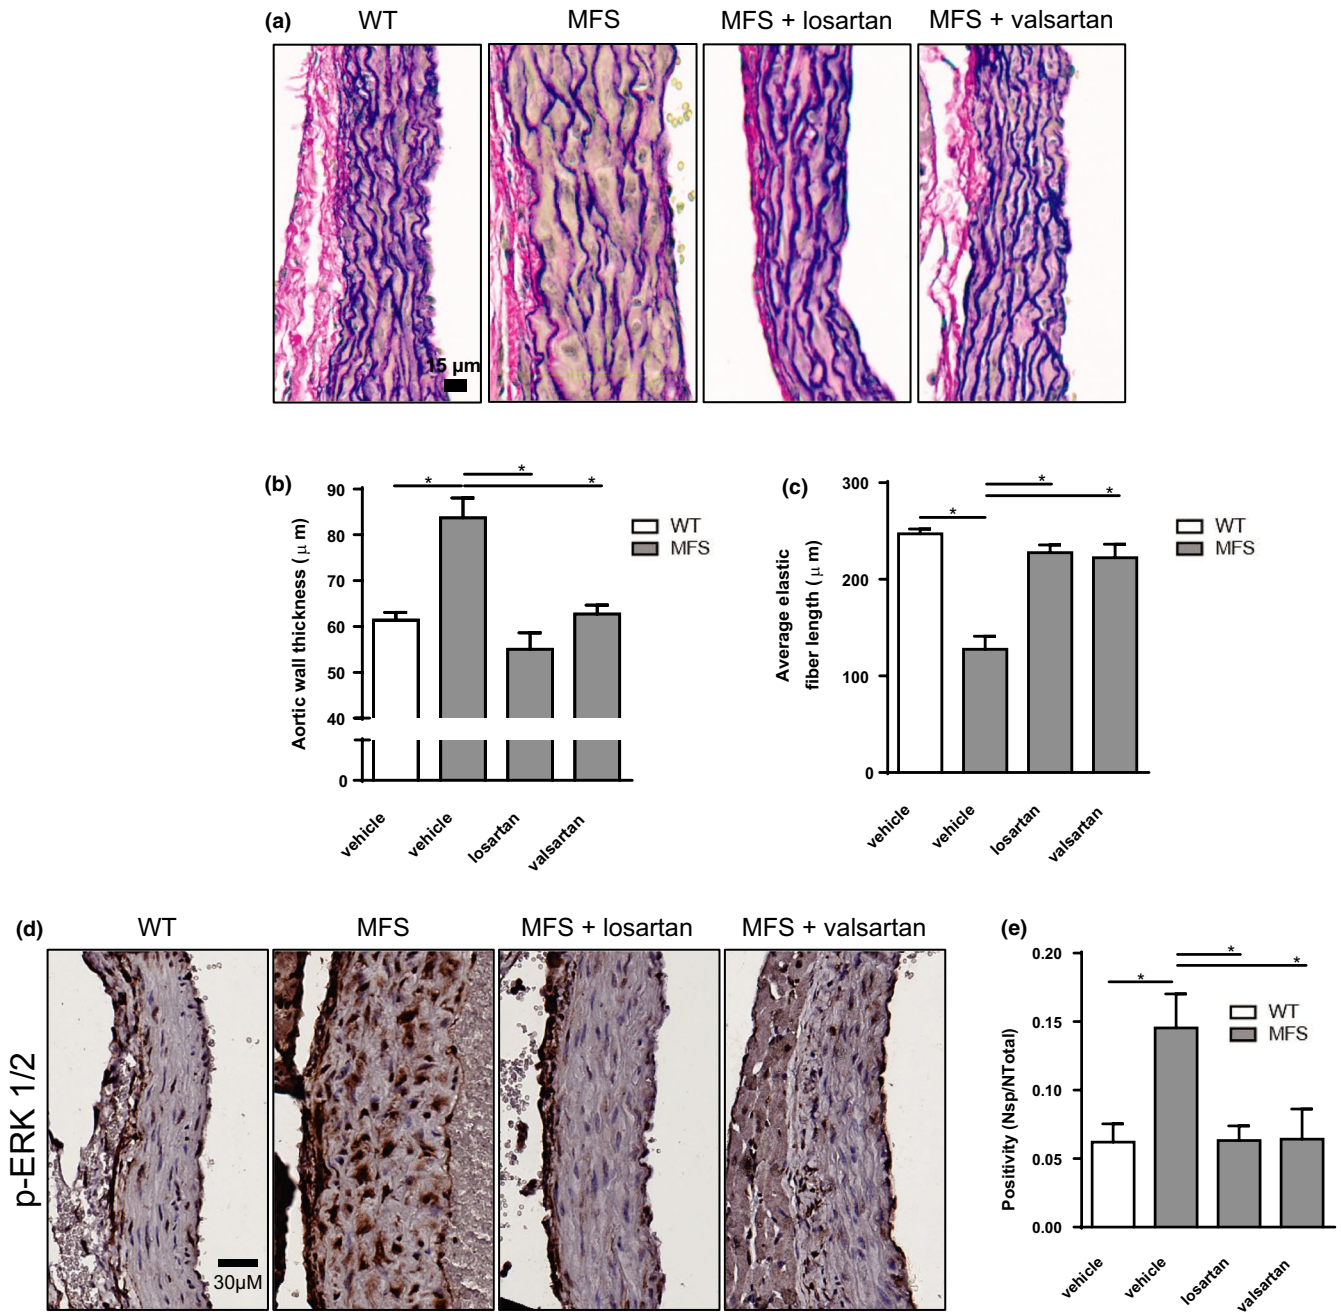 (a) WT MFS MFS + losartan MFS + valsartan
15 µm
(b)
Aortic wall thickness (μ m)
90
80
70
60
50
40
0
* * *
WT
MFS
vehicle vehicle losartan valsartan
(c)
Average elastic
fiber length (μ m)
300
200
100
0
* * *
WT
MFS
vehicle vehicle losartan valsartan
(d) WT MFS MFS + losartan MFS + valsartan
p-ERK 1/2
30µM
(e)
Positivity (Nsp/NTotal)
0.20
0.15
0.10
0.05
0.00
* * *
WT
MFS
vehicle vehicle losartan valsartan